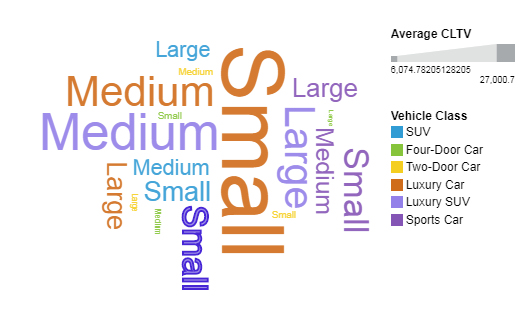 Large
Medium
Medium
Small
Medium
Medium
Small
Large
Large
Medium
Small
Small
Small
Large
Large
Large
Medium
Small
Small
Average CLTV
6,074.78205128205
27,000.7
Vehicle Class
SUV
Four-Door Car
Two-Door Car
Luxury Car
Luxury SUV
Sports Car